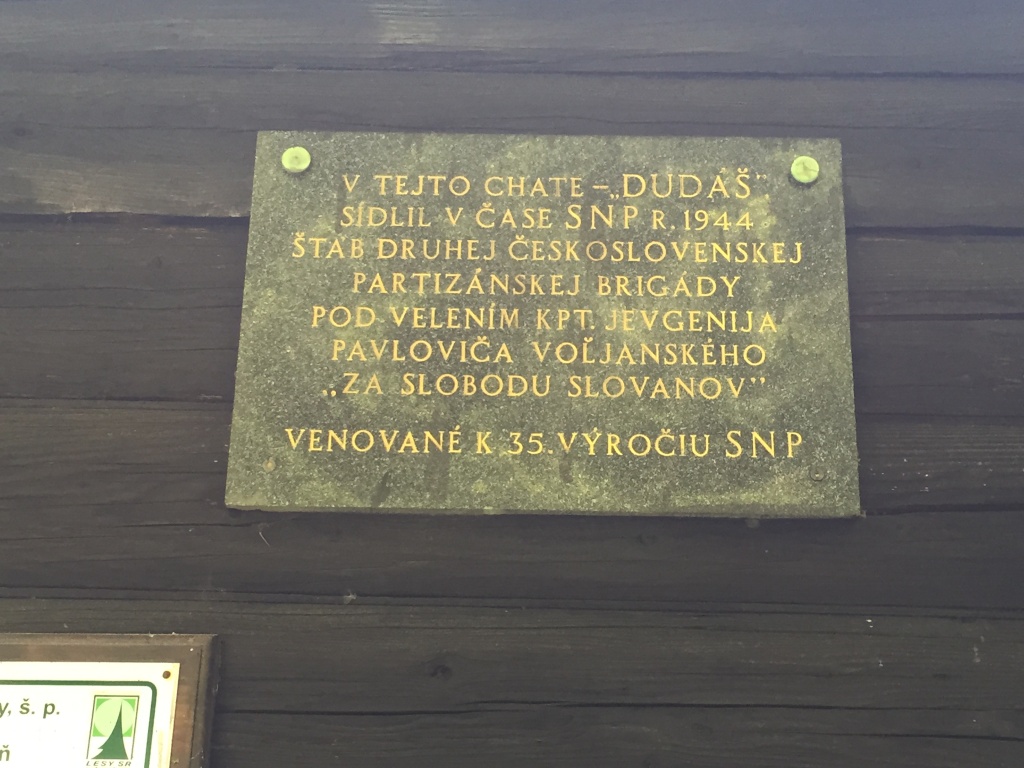 V TEJTO CHATE – „DUDÁŠ"
SÍDLIL V ČASE SNP R. 1944
ŠTAB DRUHEJ ČESKOSLOVENSKEJ
PARTIZÁNSKEJ BRIGÁDY
POD VELENÍM KPT. JEVGENIJA
PAVLOVIČA VOĽJANSKÉHO
„ZA SLOBODU SLOVANOV"
VENOVANÉ K 35. VÝROČIU SNP
y, š. p.
ň
LESY SR